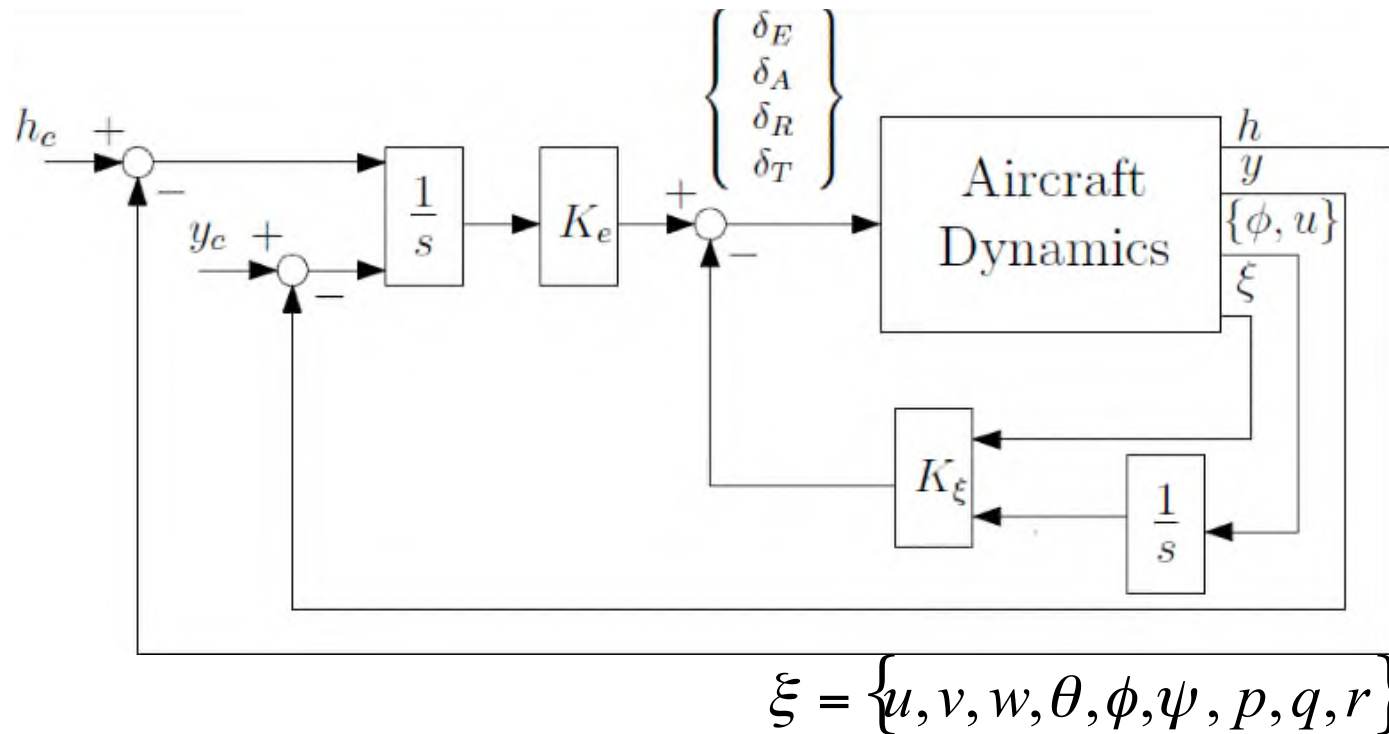 δ_E
δ_A
δ_R
δ_T
h_c + −
y_c + −
1/s
K_e
+ −
Aircraft
Dynamics
h
y
{ϕ, u}
ξ
K_ξ
1/s
ξ = {u, v, w, θ, ϕ, ψ, p, q, r}